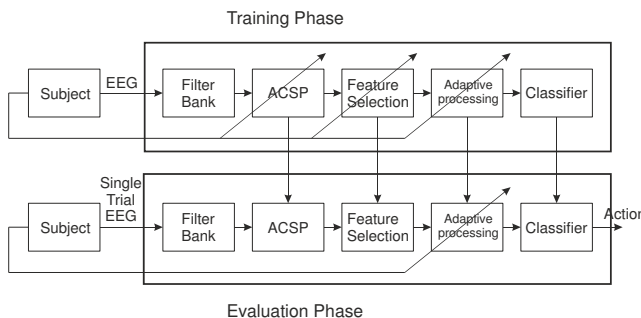 Training Phase
Subject
EEG
Filter
Bank
ACSP
Feature
Selection
Adaptive
processing
Classifier
Single
Trial
EEG
Subject
Filter
Bank
ACSP
Feature
Selection
Adaptive
processing
Classifier
Action
Evaluation Phase